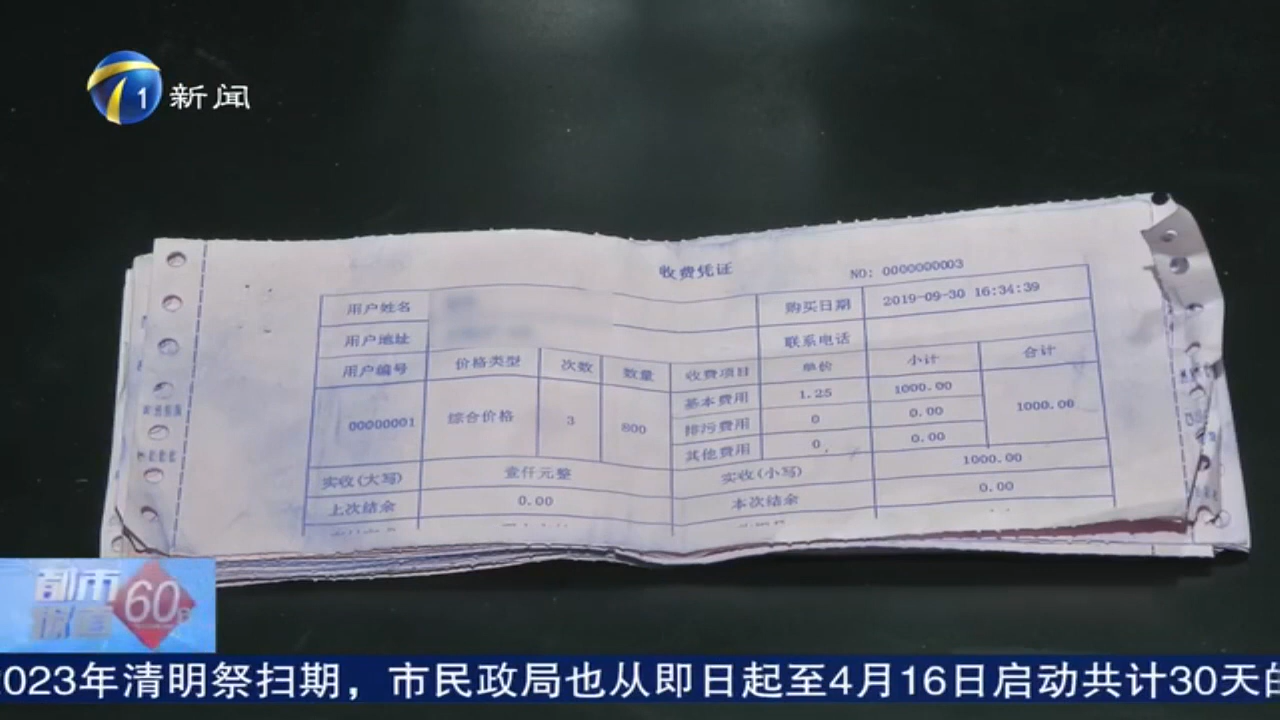 1 新闻
收费凭证
NO: 0000000003
用户姓名 购买日期 2019-09-30 16:34:39
用户地址 联系电话
用户编号 价格类型 次数 数量 收费项目 单价 小计 合计
00000001 综合价格 3 800 基本费用 1.25 1000.00 1000.00
排污费用 0 0.00
其他费用 0 0.00
实收(大写) 壹仟元整 实收(小写) 1000.00
上次结余 0.00 本次结余 0.00
都市
报道
60
2023年清明祭扫期，市民政局也从即日起至4月16日启动共计30天的